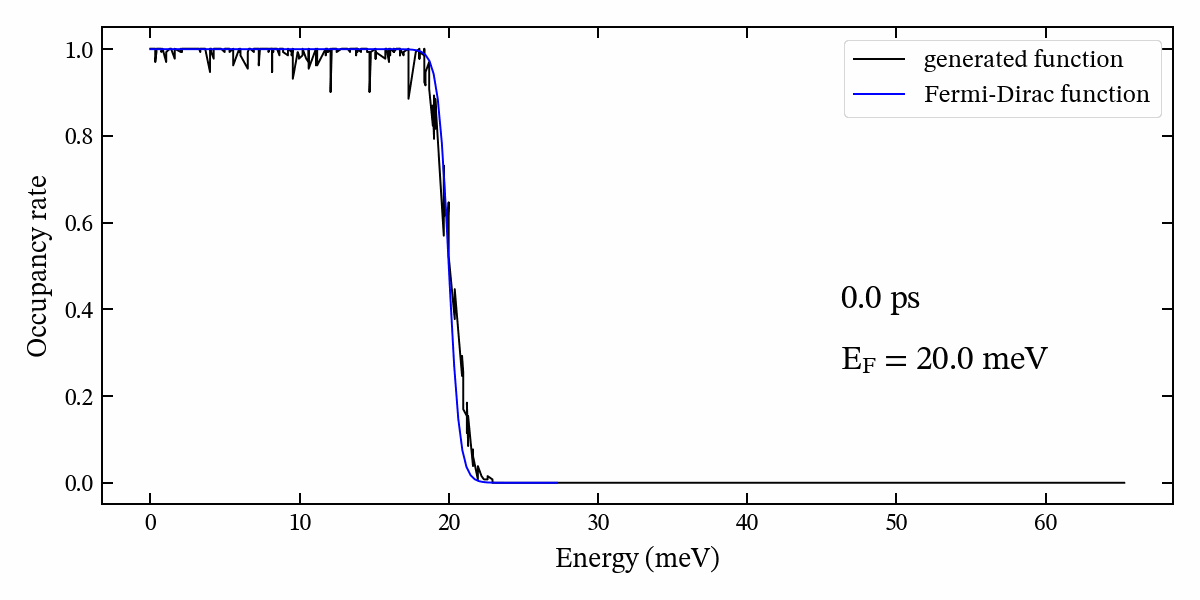 1.0
0.8
0.6
0.4
0.2
0.0
Occupancy rate
generated function
Fermi-Dirac function
0.0 ps
E_F = 20.0 meV
0 10 20 30 40 50 60
Energy (meV)